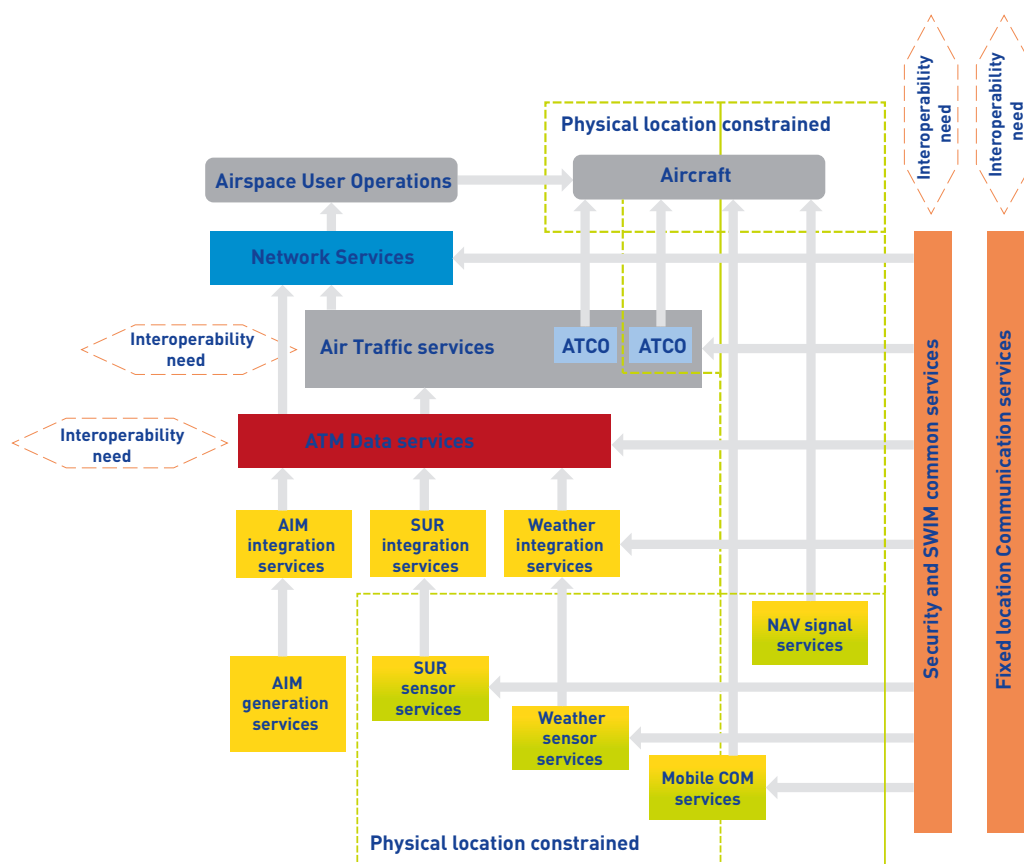 Interoperability
need
Interoperability
need
Physical location constrained
Airspace User Operations
Aircraft
Network Services
Interoperability
need
Air Traffic services
ATCO
ATCO
Interoperability
need
ATM Data services
AIM
integration
services
SUR
integration
services
Weather
integration
services
Security and SWIM common services
Fixed location Communication services
NAV signal
services
AIM
generation
services
SUR
sensor
services
Weather
sensor
services
Mobile COM
services
Physical location constrained